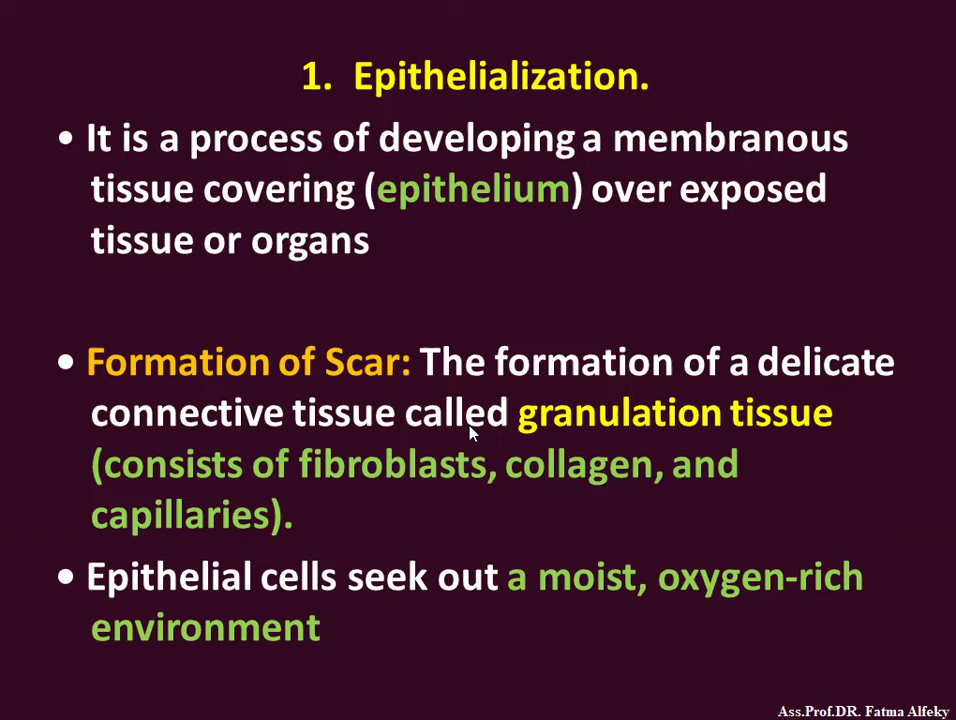 1. Epithelialization.
• It is a process of developing a membranous
tissue covering (epithelium) over exposed
tissue or organs
• Formation of Scar: The formation of a delicate
connective tissue called granulation tissue
(consists of fibroblasts, collagen, and
capillaries).
• Epithelial cells seek out a moist, oxygen-rich
environment
Ass.Prof.DR. Fatma Alfeky